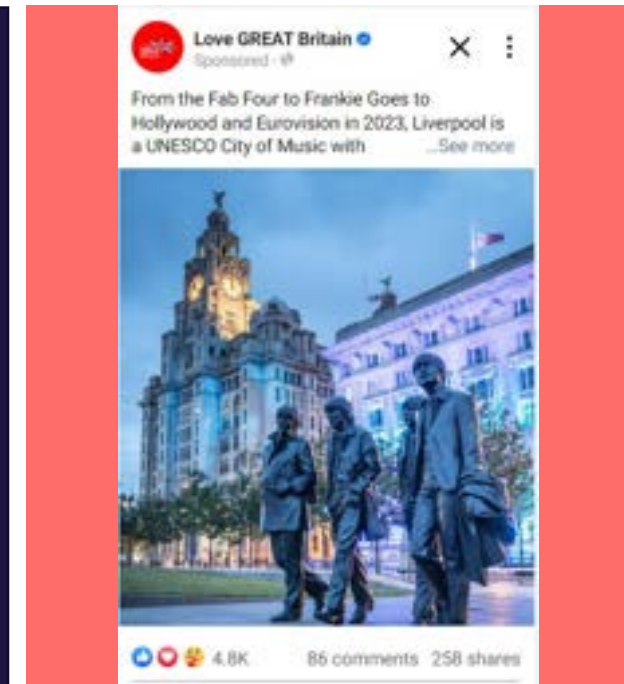 Love GREAT Britain
Sponsored ·
From the Fab Four to Frankie Goes to
Hollywood and Eurovision in 2023, Liverpool is
a UNESCO City of Music with ...See more
4.8K 86 comments 258 shares